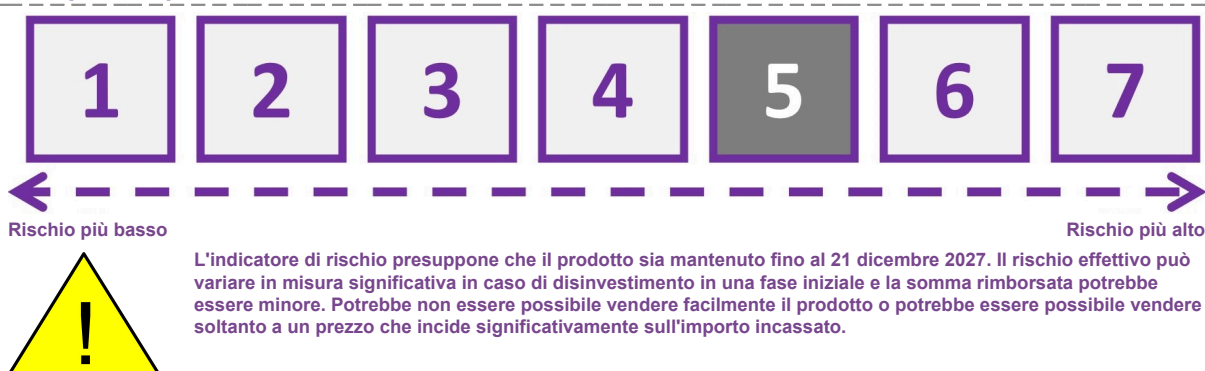 1 2 3 4 5 6 7
Rischio più basso Rischio più alto
L'indicatore di rischio presuppone che il prodotto sia mantenuto fino al 21 dicembre 2027. Il rischio effettivo può
variare in misura significativa in caso di disinvestimento in una fase iniziale e la somma rimborsata potrebbe
essere minore. Potrebbe non essere possibile vendere facilmente il prodotto o potrebbe essere possibile vendere
soltanto a un prezzo che incide significativamente sull'importo incassato.
!